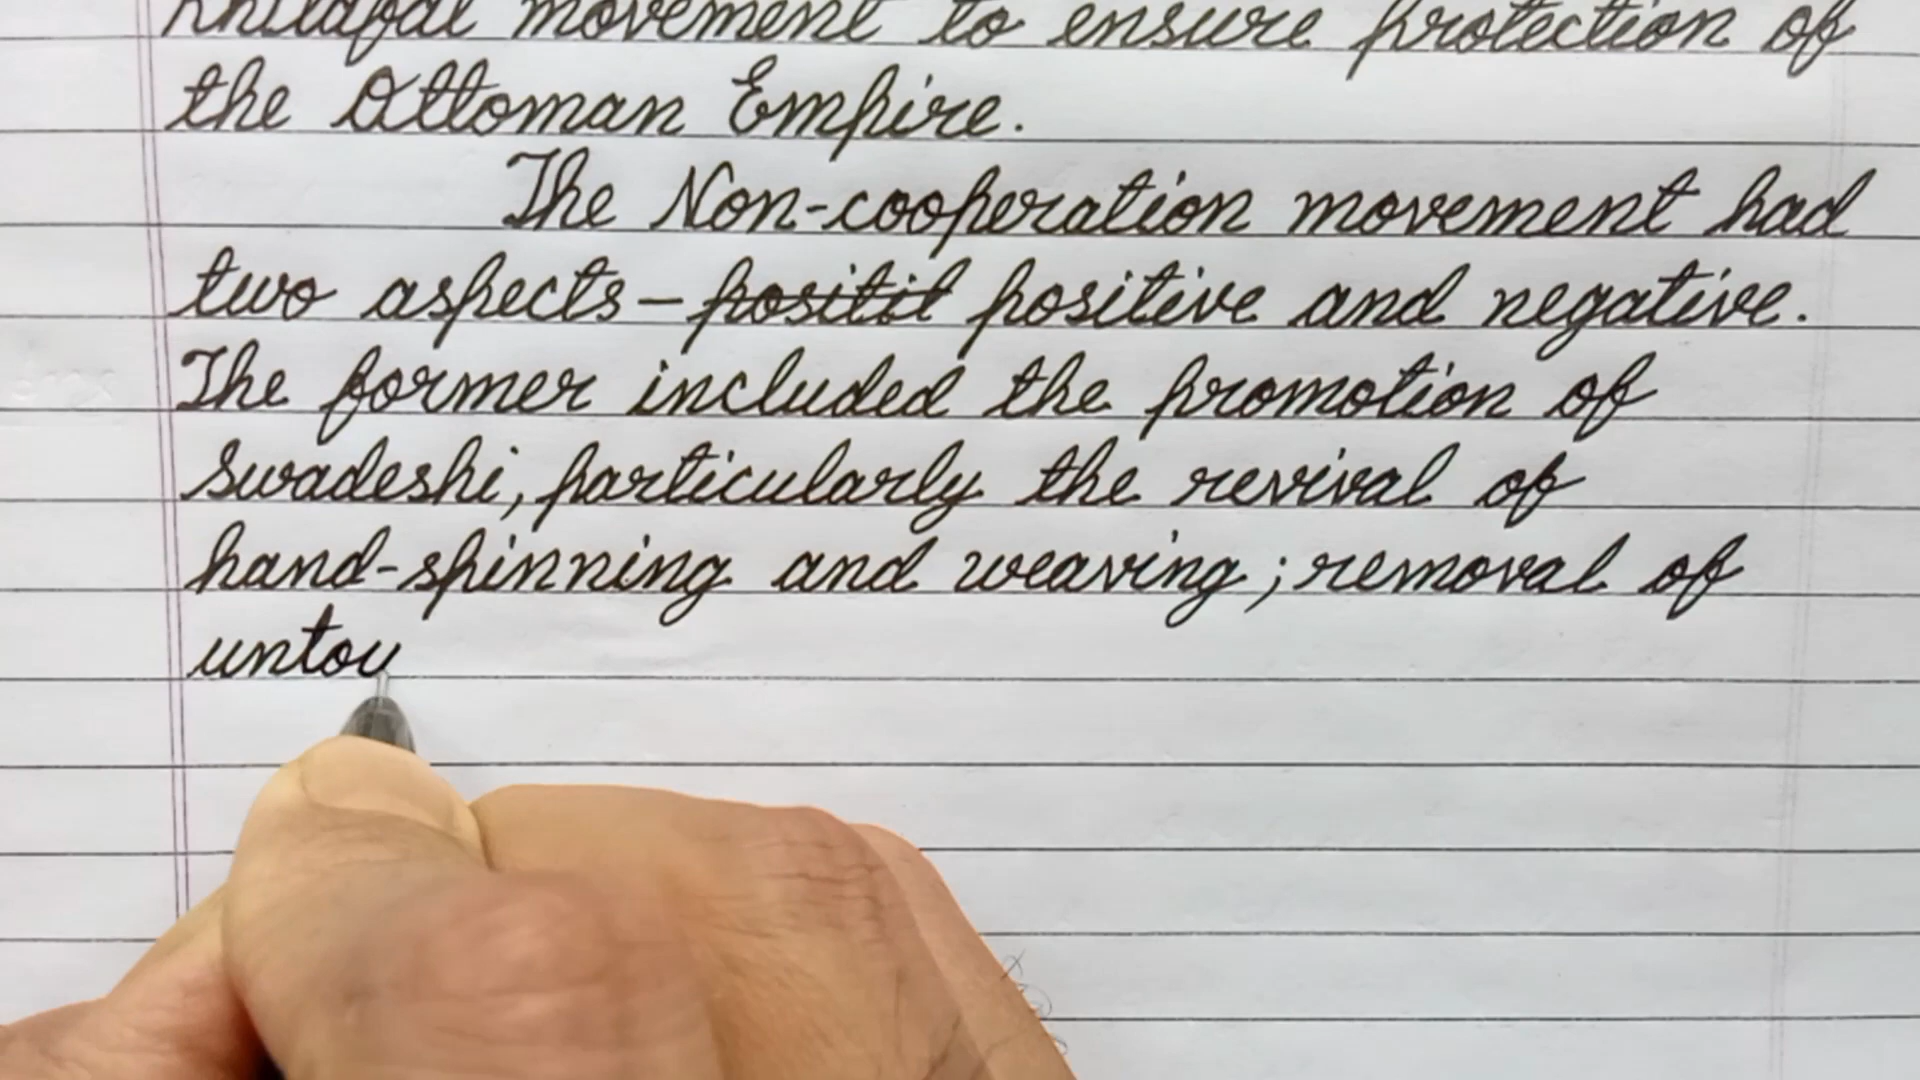 Khilafat movement to ensure protection of
the Ottoman Empire.
The Non-cooperation movement had
two aspects – positit positive and negative.
The former included the promotion of
Swadeshi, particularly the revival of
hand-spinning and weaving ; removal of
untou